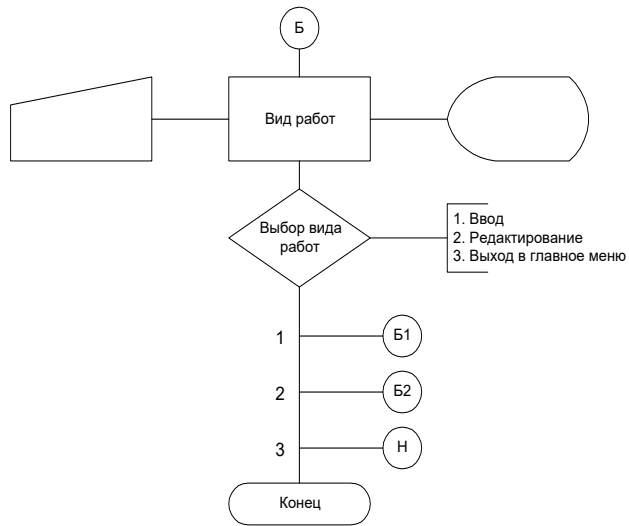 Б
Вид работ
Выбор вида
работ
1. Ввод
2. Редактирование
3. Выход в главное меню
1
Б1
2
Б2
3
Н
Конец